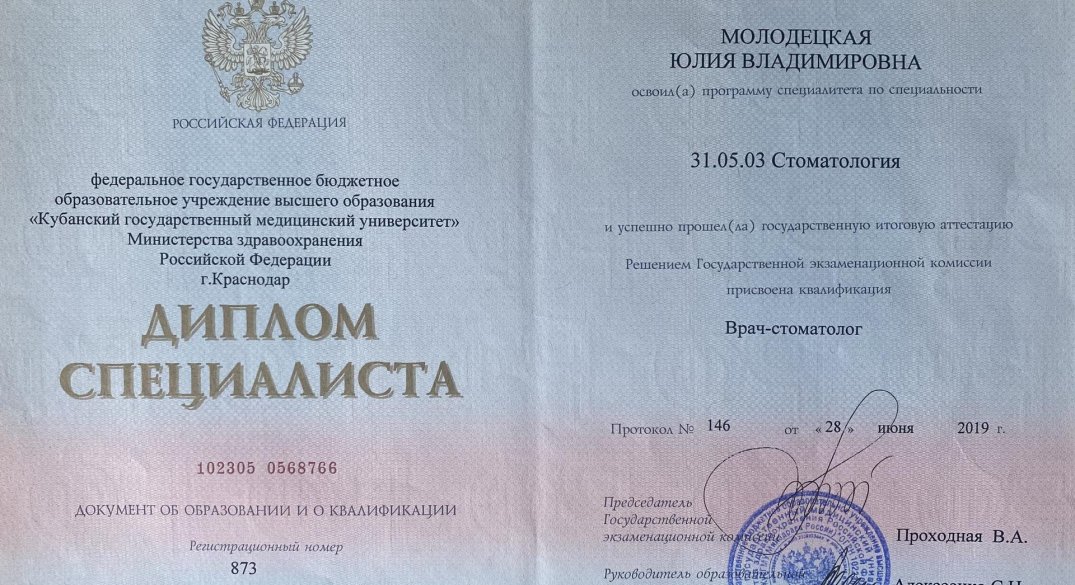 РОССИЙСКАЯ ФЕДЕРАЦИЯ
федеральное государственное бюджетное
образовательное учреждение высшего образования
«Кубанский государственный медицинский университет»
Министерства здравоохранения
Российской Федерации
г.Краснодар
ДИПЛОМ
СПЕЦИАЛИСТА
102305 0568766
ДОКУМЕНТ ОБ ОБРАЗОВАНИИ И О КВАЛИФИКАЦИИ
Регистрационный номер
873
МОЛОДЕЦКАЯ
ЮЛИЯ ВЛАДИМИРОВНА
освоил(а) программу специалитета по специальности
31.05.03 Стоматология
и успешно прошел(ла) государственную итоговую аттестацию
Решением Государственной экзаменационной комиссии
присвоена квалификация
Врач-стоматолог
Протокол № 146 от «28» июня 2019 г.
Председатель
Государственной
экзаменационной комиссии
Проходная В.А.
Руководитель образовательной